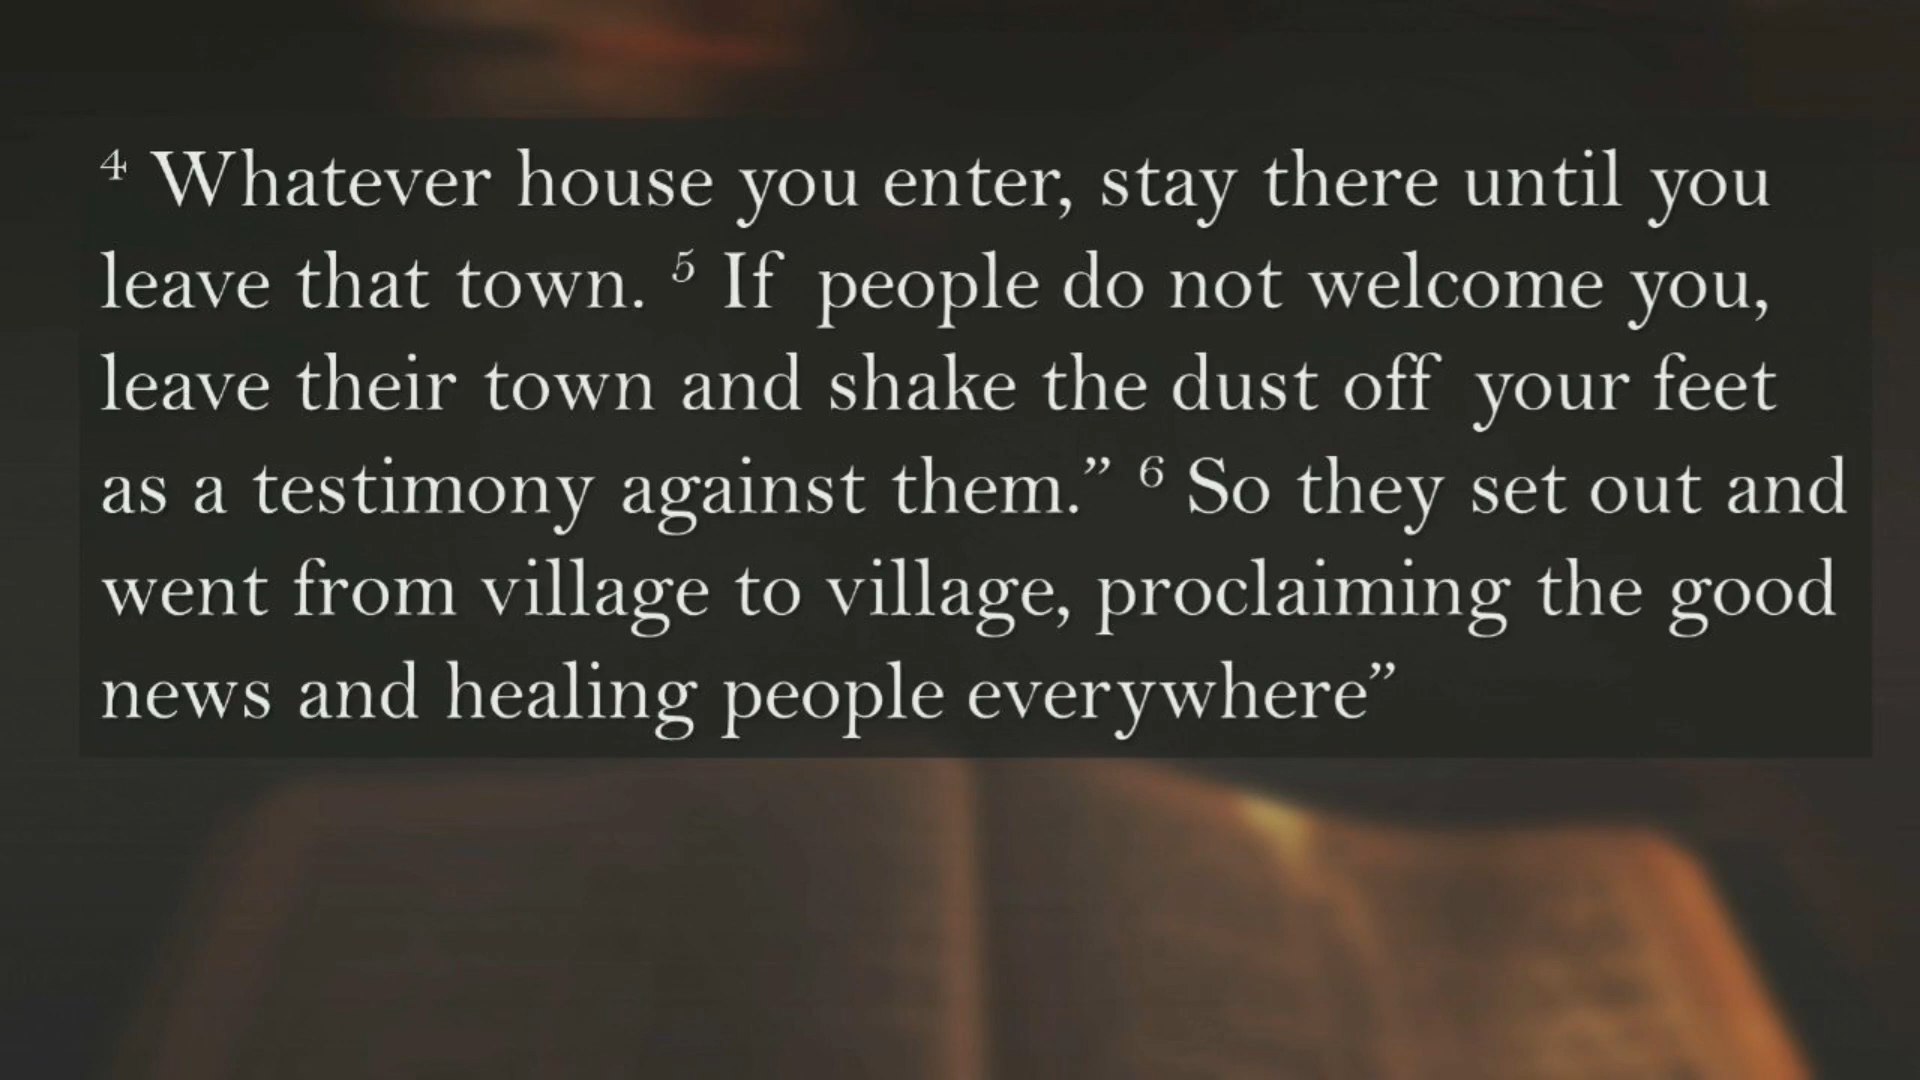 ⁴ Whatever house you enter, stay there until you
leave that town. ⁵ If people do not welcome you,
leave their town and shake the dust off your feet
as a testimony against them.” ⁶ So they set out and
went from village to village, proclaiming the good
news and healing people everywhere”